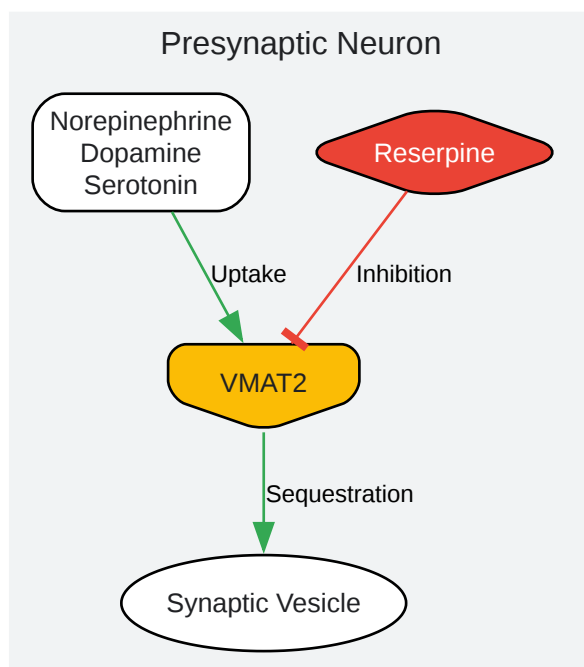 Presynaptic Neuron
Norepinephrine
Dopamine
Serotonin
Reserpine
Uptake
Inhibition
VMAT2
Sequestration
Synaptic Vesicle